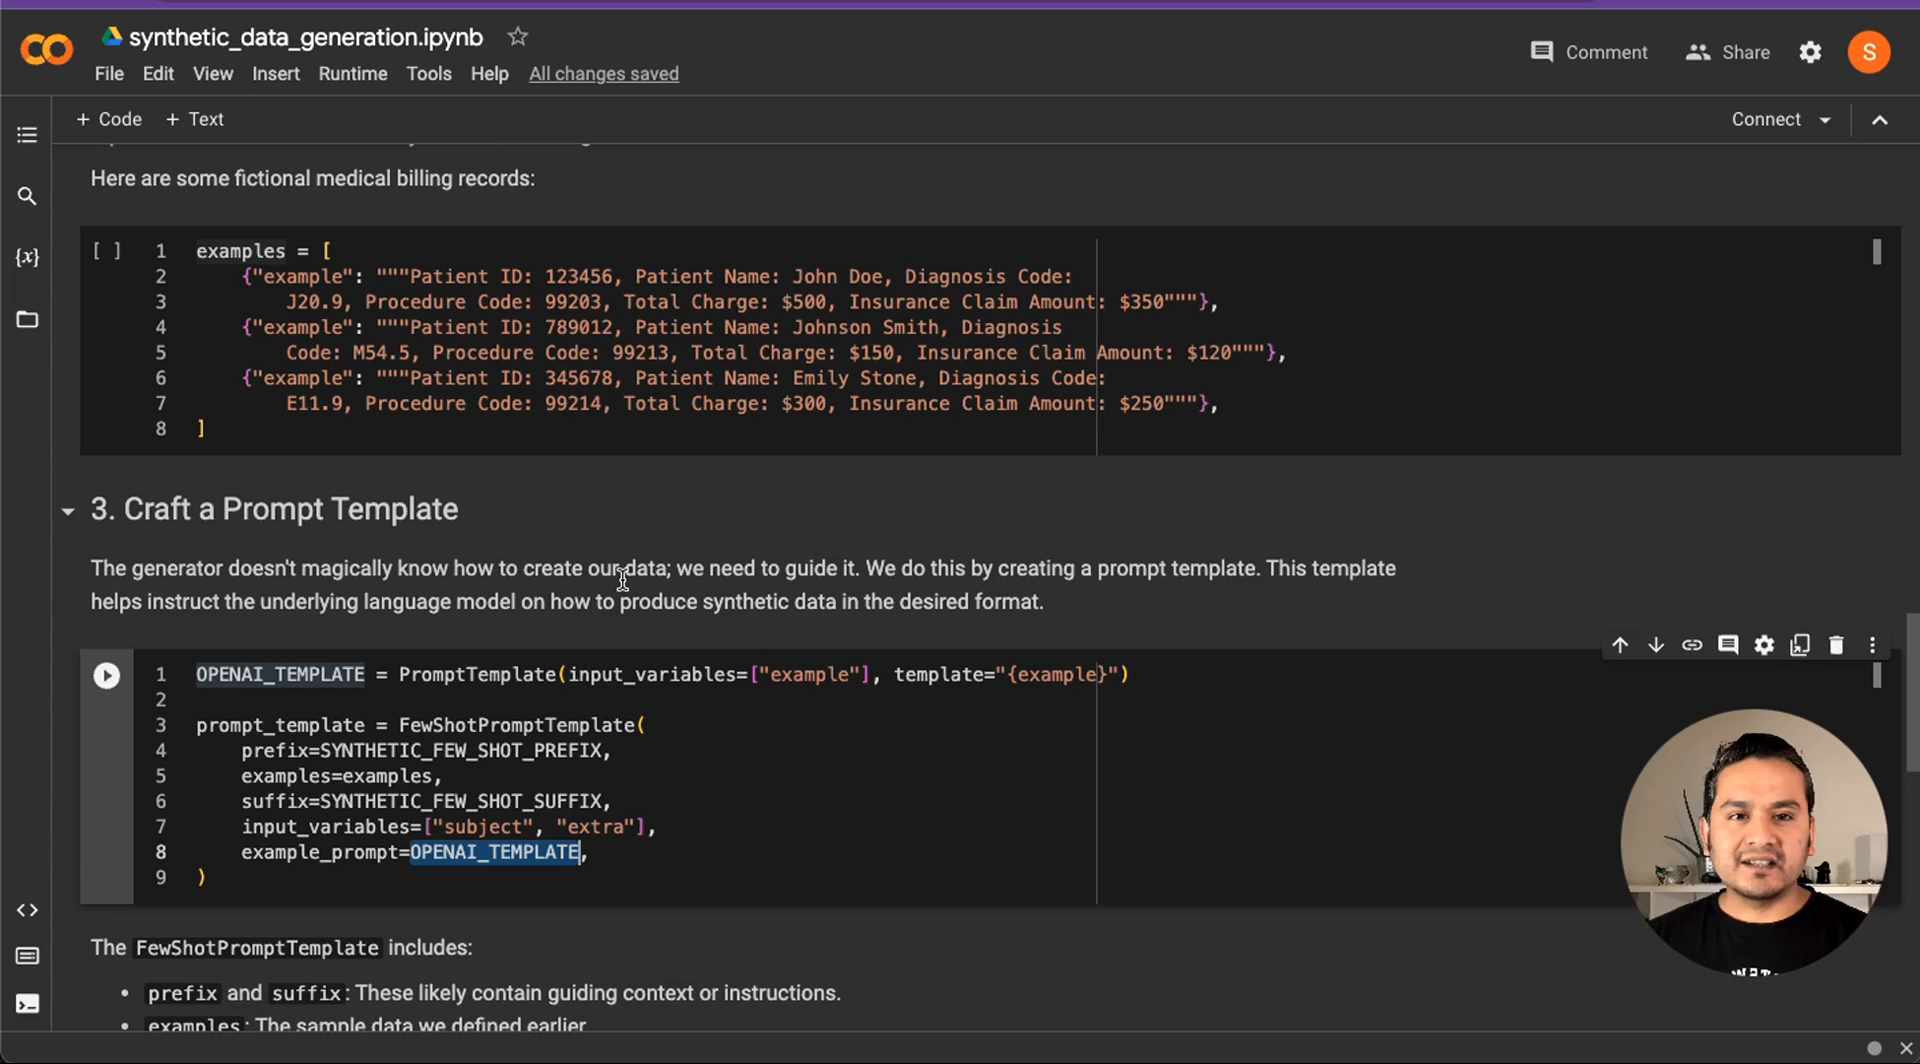 synthetic_data_generation.ipynb
File Edit View Insert Runtime Tools Help All changes saved
Comment Share S
+ Code + Text
Connect
Here are some fictional medical billing records:
[ ]
1 examples = [
2 {"example": """Patient ID: 123456, Patient Name: John Doe, Diagnosis Code:
3 J20.9, Procedure Code: 99203, Total Charge: $500, Insurance Claim Amount: $350"""},
4 {"example": """Patient ID: 789012, Patient Name: Johnson Smith, Diagnosis
5 Code: M54.5, Procedure Code: 99213, Total Charge: $150, Insurance Claim Amount: $120"""},
6 {"example": """Patient ID: 345678, Patient Name: Emily Stone, Diagnosis Code:
7 E11.9, Procedure Code: 99214, Total Charge: $300, Insurance Claim Amount: $250"""},
8 ]
3. Craft a Prompt Template
The generator doesn't magically know how to create our data; we need to guide it. We do this by creating a prompt template. This template
helps instruct the underlying language model on how to produce synthetic data in the desired format.
1 OPENAI_TEMPLATE = PromptTemplate(input_variables=["example"], template="{example}")
2
3 prompt_template = FewShotPromptTemplate(
4 prefix=SYNTHETIC_FEW_SHOT_PREFIX,
5 examples=examples,
6 suffix=SYNTHETIC_FEW_SHOT_SUFFIX,
7 input_variables=["subject", "extra"],
8 example_prompt=OPENAI_TEMPLATE,
9 )
The FewShotPromptTemplate includes:
• prefix and suffix: These likely contain guiding context or instructions.
• examples: The sample data we defined earlier